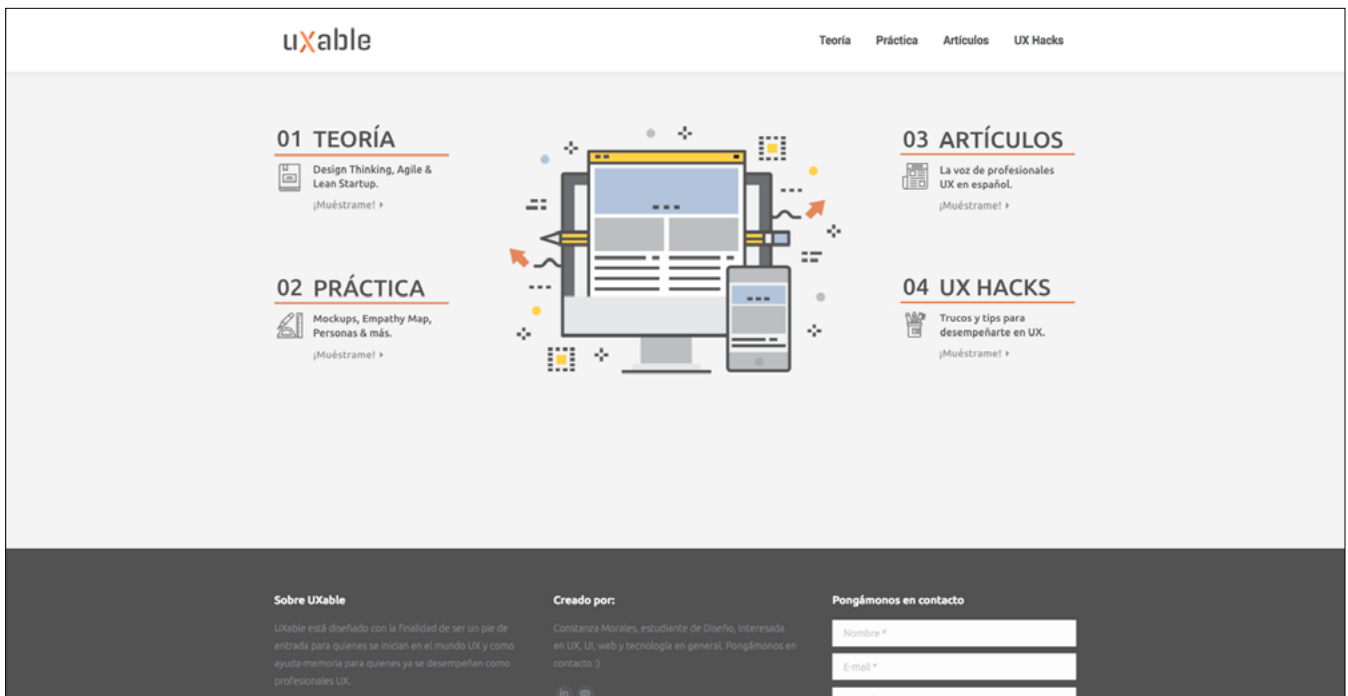 uxable
Teoría Práctica Artículos UX Hacks
01 TEORÍA
Design Thinking, Agile &
Lean Startup.
¡Muéstrame!
02 PRÁCTICA
Mockups, Empathy Map,
Personas & más.
¡Muéstrame!
03 ARTÍCULOS
La voz de profesionales
UX en español.
¡Muéstrame!
04 UX HACKS
Trucos y tips para
desempeñarte en UX.
¡Muéstrame!
Sobre UXable
UXable está diseñado con la finalidad de ser un pie de
entrada para quienes se inician en el mundo UX y como
ayuda-memoria para quienes ya se desempeñan como
profesionales UX.
Creado por:
Constanza Morales, estudiante de Diseño, interesada
en UX, UI, web y tecnología en general. Pongámonos en
contacto :)
in
Pongámonos en contacto
Nombre *
E-mail *